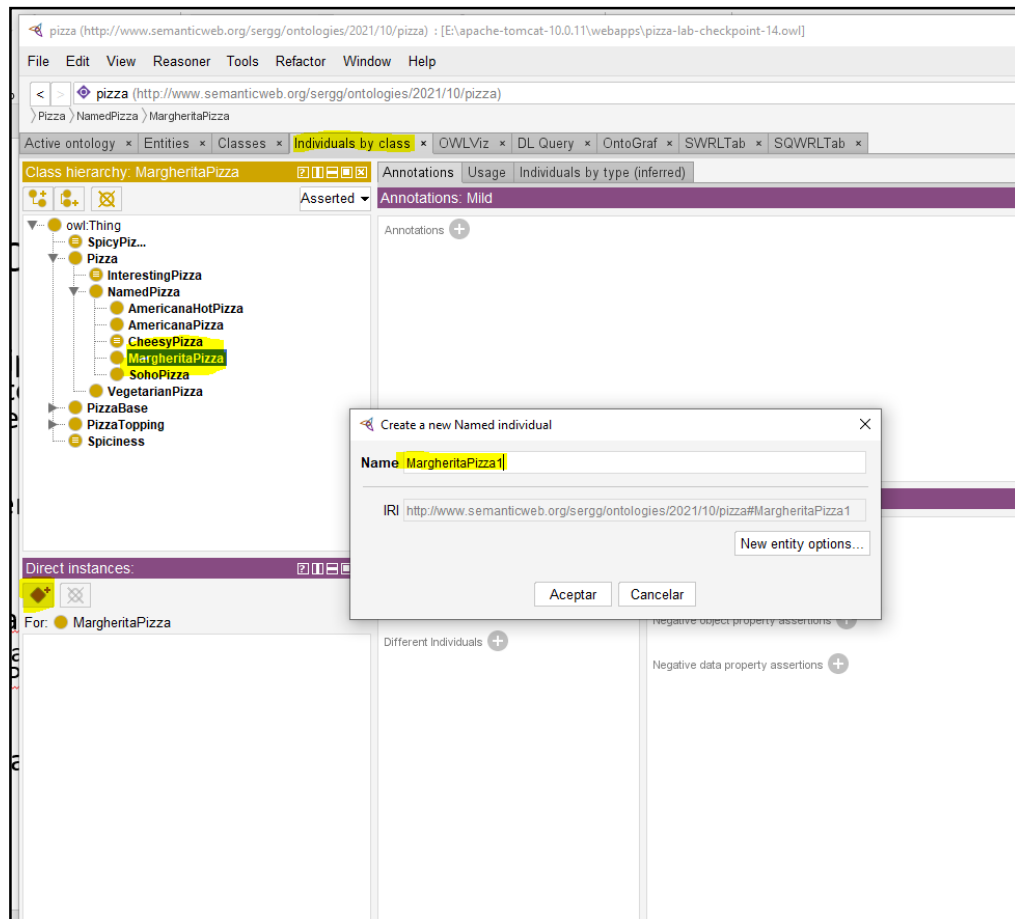 pizza (http://www.semanticweb.org/sergg/ontologies/2021/10/pizza) : [E:\apache-tomcat-10.0.11\webapps\pizza-lab-checkpoint-14.owl]
File Edit View Reasoner Tools Refactor Window Help
< > pizza (http://www.semanticweb.org/sergg/ontologies/2021/10/pizza)
Pizza NamedPizza MargheritaPizza
Active ontology × Entities × Classes × Individuals by class × OWLViz × DL Query × OntoGraf × SWRLTab × SQWRLTab ×
Class hierarchy: MargheritaPizza
Asserted
owl:Thing
SpicyPiz...
Pizza
InterestingPizza
NamedPizza
AmericanaHotPizza
AmericanaPizza
CheesyPizza
MargheritaPizza
SohoPizza
VegetarianPizza
PizzaBase
PizzaTopping
Spiciness
Annotations Usage Individuals by type (inferred)
Annotations: Mild
Annotations
Create a new Named individual
Name MargheritaPizza1
IRI http://www.semanticweb.org/sergg/ontologies/2021/10/pizza#MargheritaPizza1
New entity options...
Aceptar Cancelar
Direct instances:
For: MargheritaPizza
Different Individuals
Negative object property assertions
Negative data property assertions